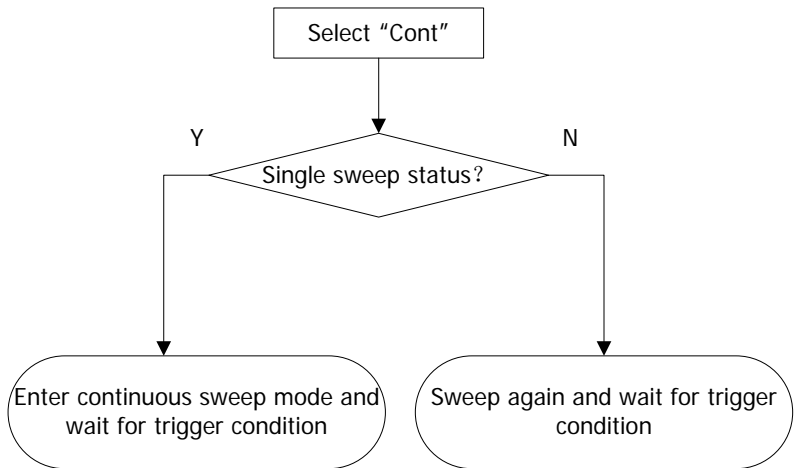 Select “Cont”
Y
N
Single sweep status？
Enter continuous sweep mode and
wait for trigger condition
Sweep again and wait for trigger
condition